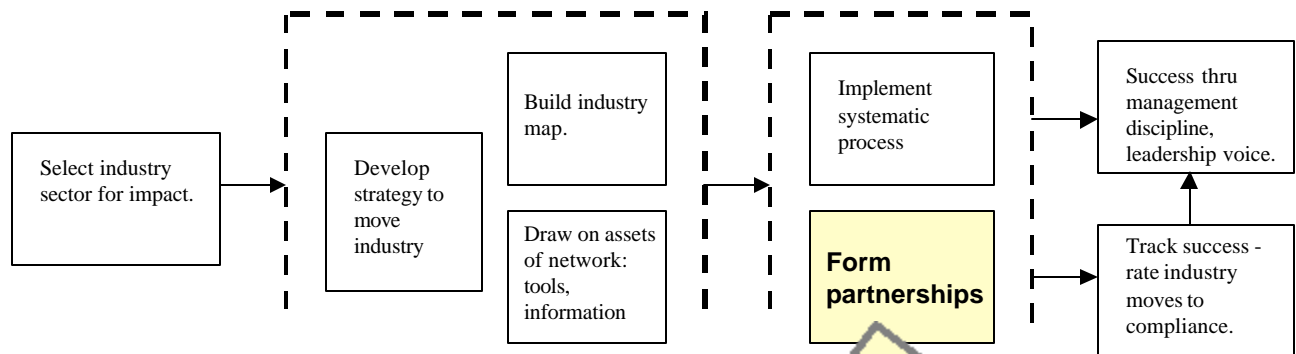 Select industry
sector for impact.
Develop
strategy to
move
industry
Build industry
map.
Draw on assets
of network:
tools,
information
Implement
systematic
process
Form
partnerships
Success thru
management
discipline,
leadership voice.
Track success -
rate industry
moves to
compliance.